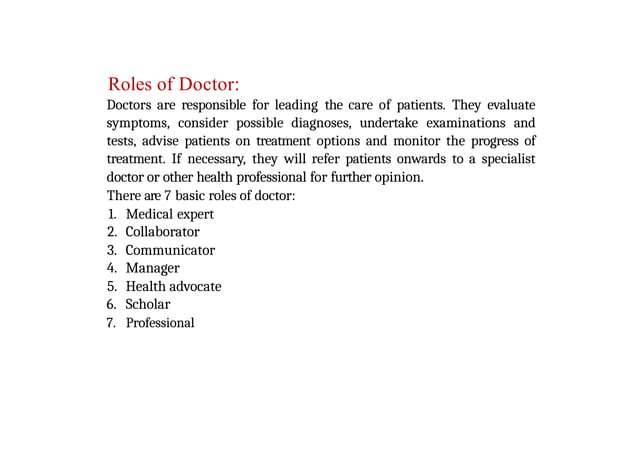 Roles of Doctor:
Doctors are responsible for leading the care of patients. They evaluate
symptoms, consider possible diagnoses, undertake examinations and
tests, advise patients on treatment options and monitor the progress of
treatment. If necessary, they will refer patients onwards to a specialist
doctor or other health professional for further opinion.
There are 7 basic roles of doctor:
1. Medical expert
2. Collaborator
3. Communicator
4. Manager
5. Health advocate
6. Scholar
7. Professional